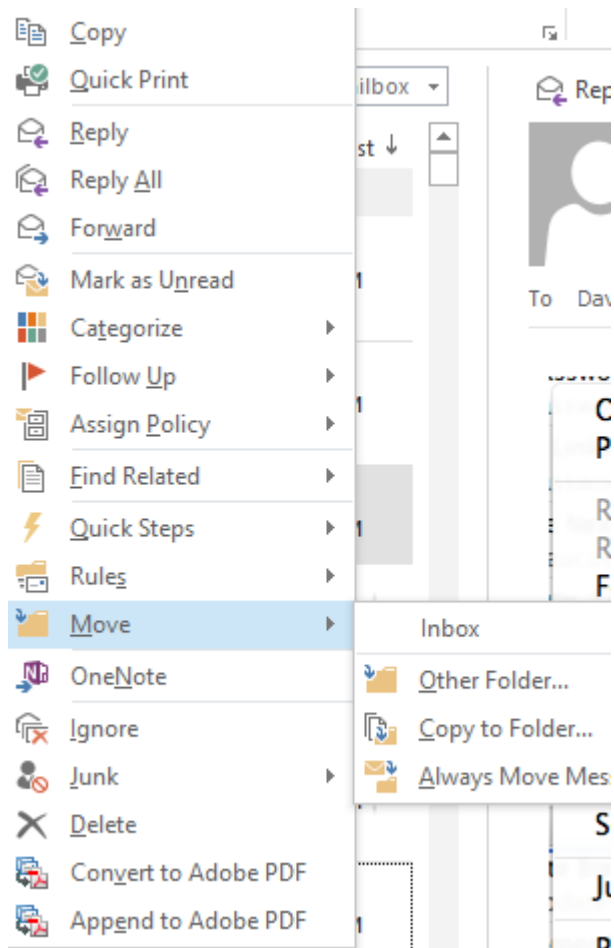 Copy
Quick Print
Reply
Reply All
Forward
Mark as Unread
Categorize
Follow Up
Assign Policy
Find Related
Quick Steps
Rules
Move
OneNote
Ignore
Junk
Delete
Convert to Adobe PDF
Append to Adobe PDF
Inbox
Other Folder...
Copy to Folder...
Always Move
To